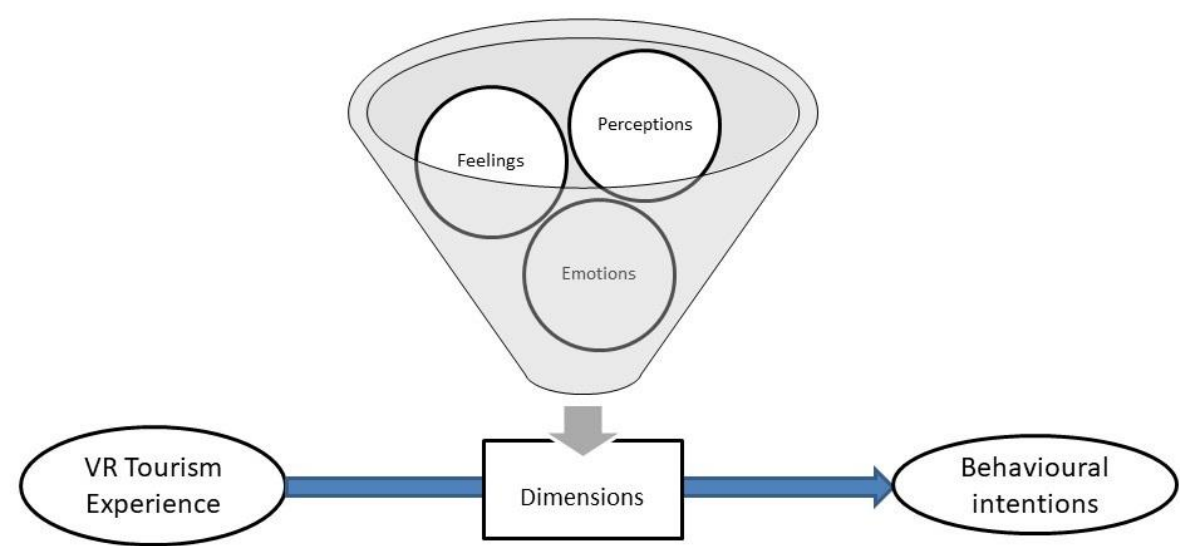 Perceptions
Feelings
Emotions
VR Tourism
Experience
Dimensions
Behavioural
intentions